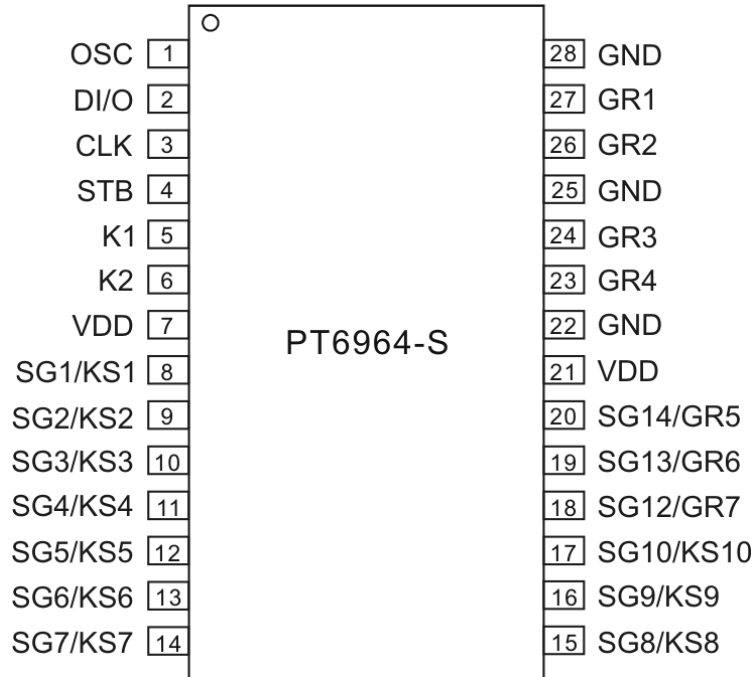 OSC 1 28 GND
DI/O 2 27 GR1
CLK 3 26 GR2
STB 4 25 GND
K1 5 24 GR3
K2 6 23 GR4
VDD 7 22 GND
PT6964-S
SG1/KS1 8 21 VDD
SG2/KS2 9 20 SG14/GR5
SG3/KS3 10 19 SG13/GR6
SG4/KS4 11 18 SG12/GR7
SG5/KS5 12 17 SG10/KS10
SG6/KS6 13 16 SG9/KS9
SG7/KS7 14 15 SG8/KS8